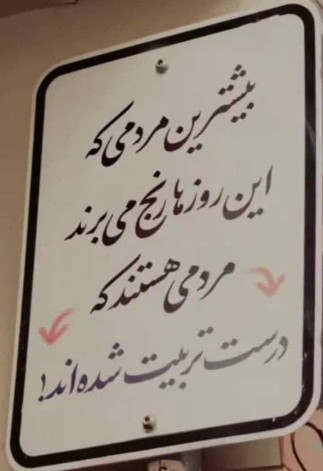 بیشترین مردمی که
این روزها رنج می برند
مردمی هستند که
درست تربیت شده اند!